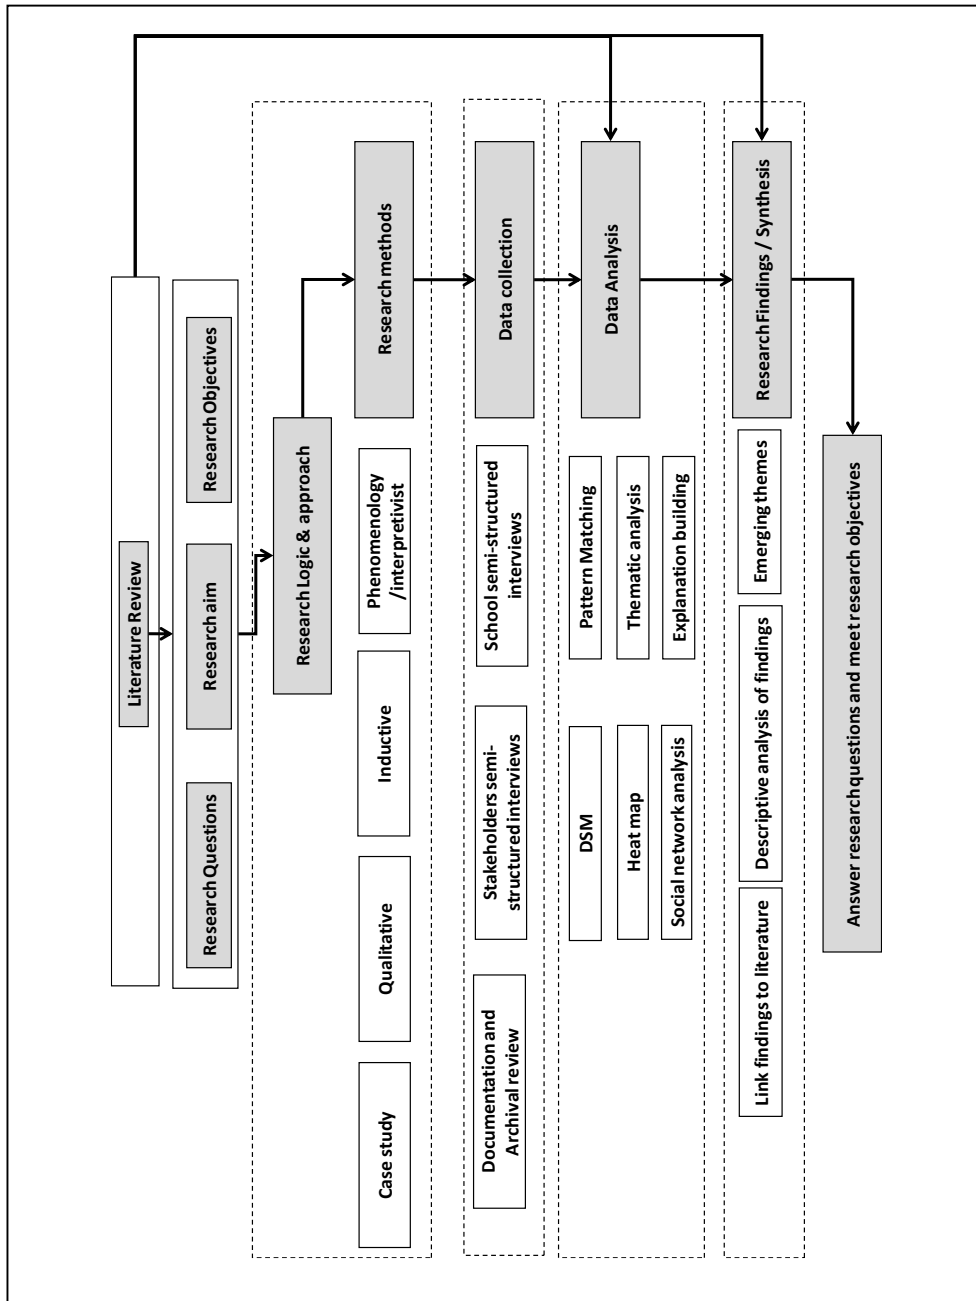 Literature Review
Research Questions
Research aim
Research Objectives
Research Logic & approach
Case study
Qualitative
Inductive
Phenomenology
/interpretivist
Research methods
Documentation and
Archival review
Stakeholders semi-
structured interviews
School semi-structured
interviews
Data collection
DSM
Heat map
Social network analysis
Pattern Matching
Thematic analysis
Explanation building
Data Analysis
Link findings to literature
Descriptive analysis of findings
Emerging themes
Research Findings / Synthesis
Answer research questions and meet research objectives